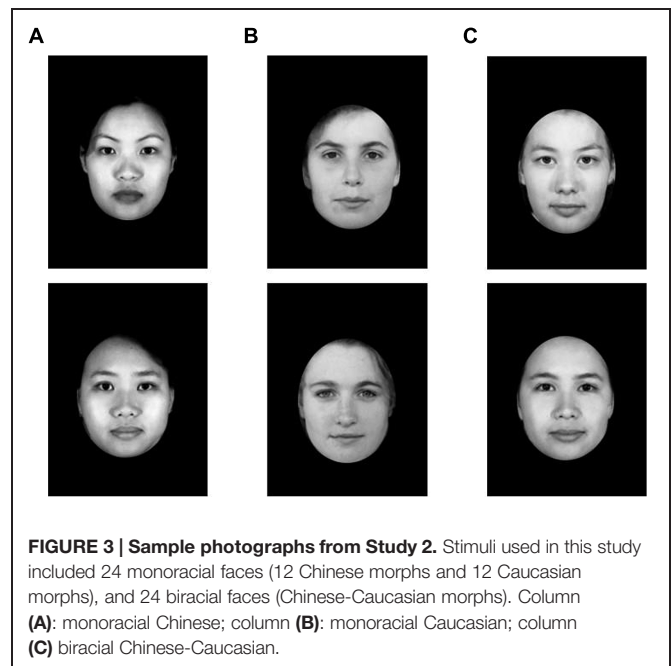 A B C
FIGURE 3 | Sample photographs from Study 2. Stimuli used in this study
included 24 monoracial faces (12 Chinese morphs and 12 Caucasian
morphs), and 24 biracial faces (Chinese-Caucasian morphs). Column
(A): monoracial Chinese; column (B): monoracial Caucasian; column
(C) biracial Chinese-Caucasian.